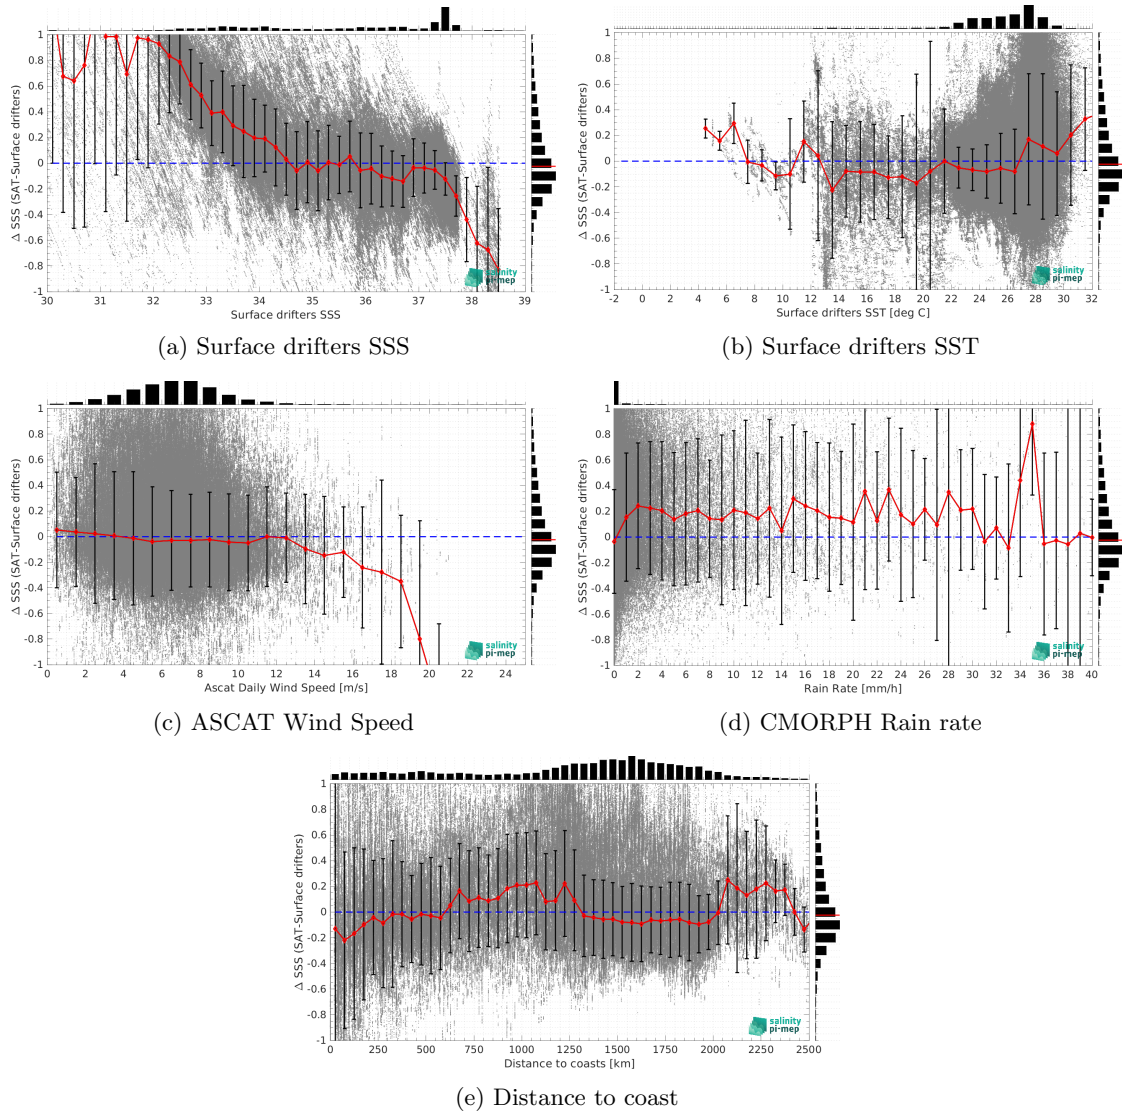 1
0.8
0.6
0.4
0.2
0
-0.2
-0.4
-0.6
-0.8
-1
Δ SSS (SAT-Surface drifters)
30 31 32 33 34 35 36 37 38 39
Surface drifters SSS
salinity
pi-mep
(a) Surface drifters SSS
1
0.8
0.6
0.4
0.2
0
-0.2
-0.4
-0.6
-0.8
-1
Δ SSS (SAT-Surface drifters)
-2 0 2 4 6 8 10 12 14 16 18 20 22 24 26 28 30 32
Surface drifters SST [deg C]
salinity
pi-mep
(b) Surface drifters SST
1
0.8
0.6
0.4
0.2
0
-0.2
-0.4
-0.6
-0.8
-1
Δ SSS (SAT-Surface drifters)
0 2 4 6 8 10 12 14 16 18 20 22 24
Ascat Daily Wind Speed [m/s]
salinity
pi-mep
(c) ASCAT Wind Speed
1
0.8
0.6
0.4
0.2
0
-0.2
-0.4
-0.6
-0.8
-1
Δ SSS (SAT-Surface drifters)
0 2 4 6 8 10 12 14 16 18 20 22 24 26 28 30 32 34 36 38 40
Rain Rate [mm/h]
salinity
pi-mep
(d) CMORPH Rain rate
1
0.8
0.6
0.4
0.2
0
-0.2
-0.4
-0.6
-0.8
-1
Δ SSS (SAT-Surface drifters)
0 250 500 750 1000 1250 1500 1750 2000 2250 2500
Distance to coasts [km]
salinity
pi-mep
(e) Distance to coast